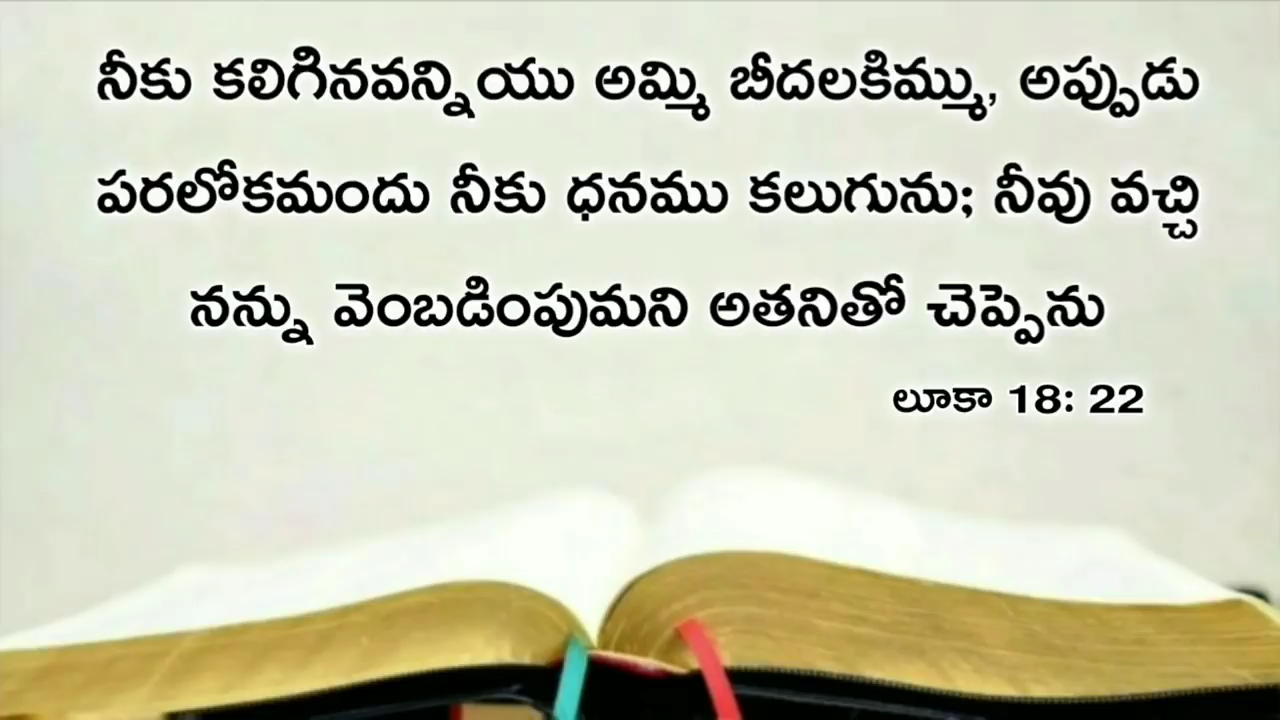 నీకు కలిగినవన్నియు అమ్మి బీదలకిమ్ము, అప్పుడు
పరలోకమందు నీకు ధనము కలుగును; నీవు వచ్చి
నన్ను వెంబడింపుమని అతనితో చెప్పెను
లూకా 18: 22